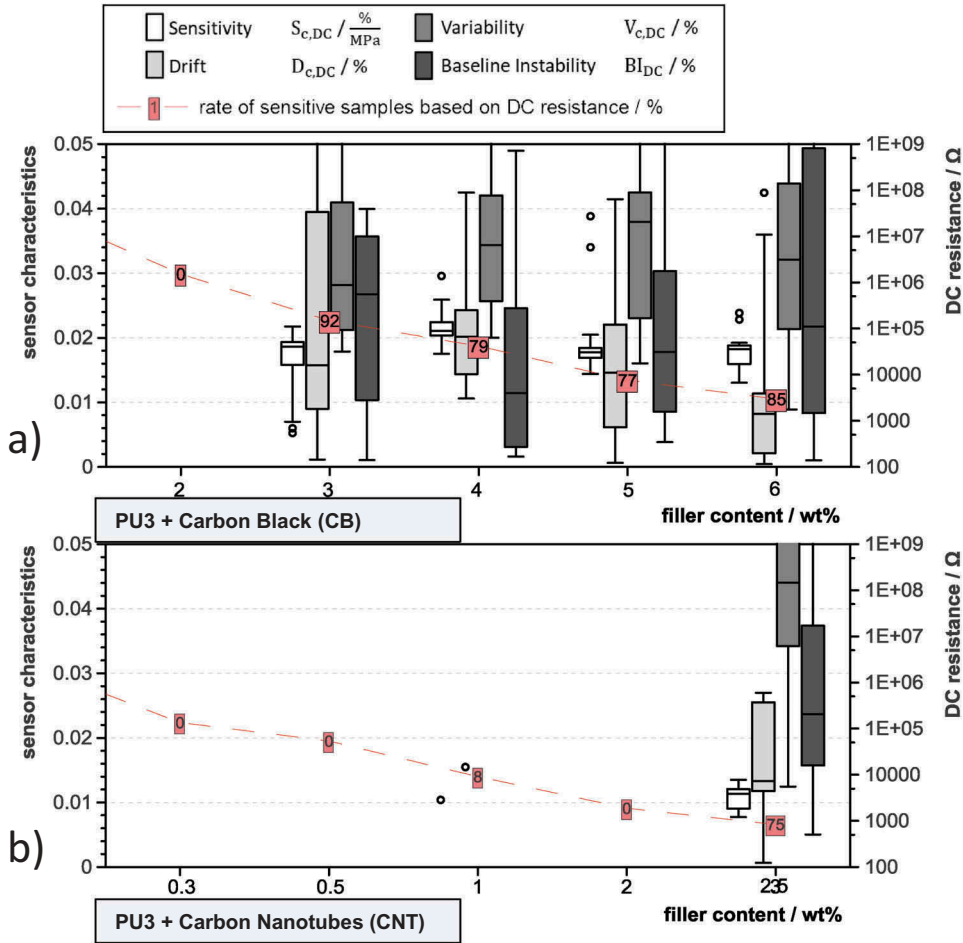 Sensitivity S_c,DC / %/MPa Variability V_c,DC / %
Drift D_c,DC / % Baseline Instability BI_DC / %
1 rate of sensitive samples based on DC resistance / %
a)
sensor characteristics
0.05
0.04
0.03
0.02
0.01
0
0
92
79
77
85
1E+09
1E+08
1E+07
1E+06
1E+05
10000
1000
100
DC resistance / Ω
2 3 4 5 6
PU3 + Carbon Black (CB)
filler content / wt%
b)
sensor characteristics
0.05
0.04
0.03
0.02
0.01
0
0
0
8
0
75
1E+09
1E+08
1E+07
1E+06
1E+05
10000
1000
100
DC resistance / Ω
0.3 0.5 1 2
PU3 + Carbon Nanotubes (CNT)
filler content / wt%